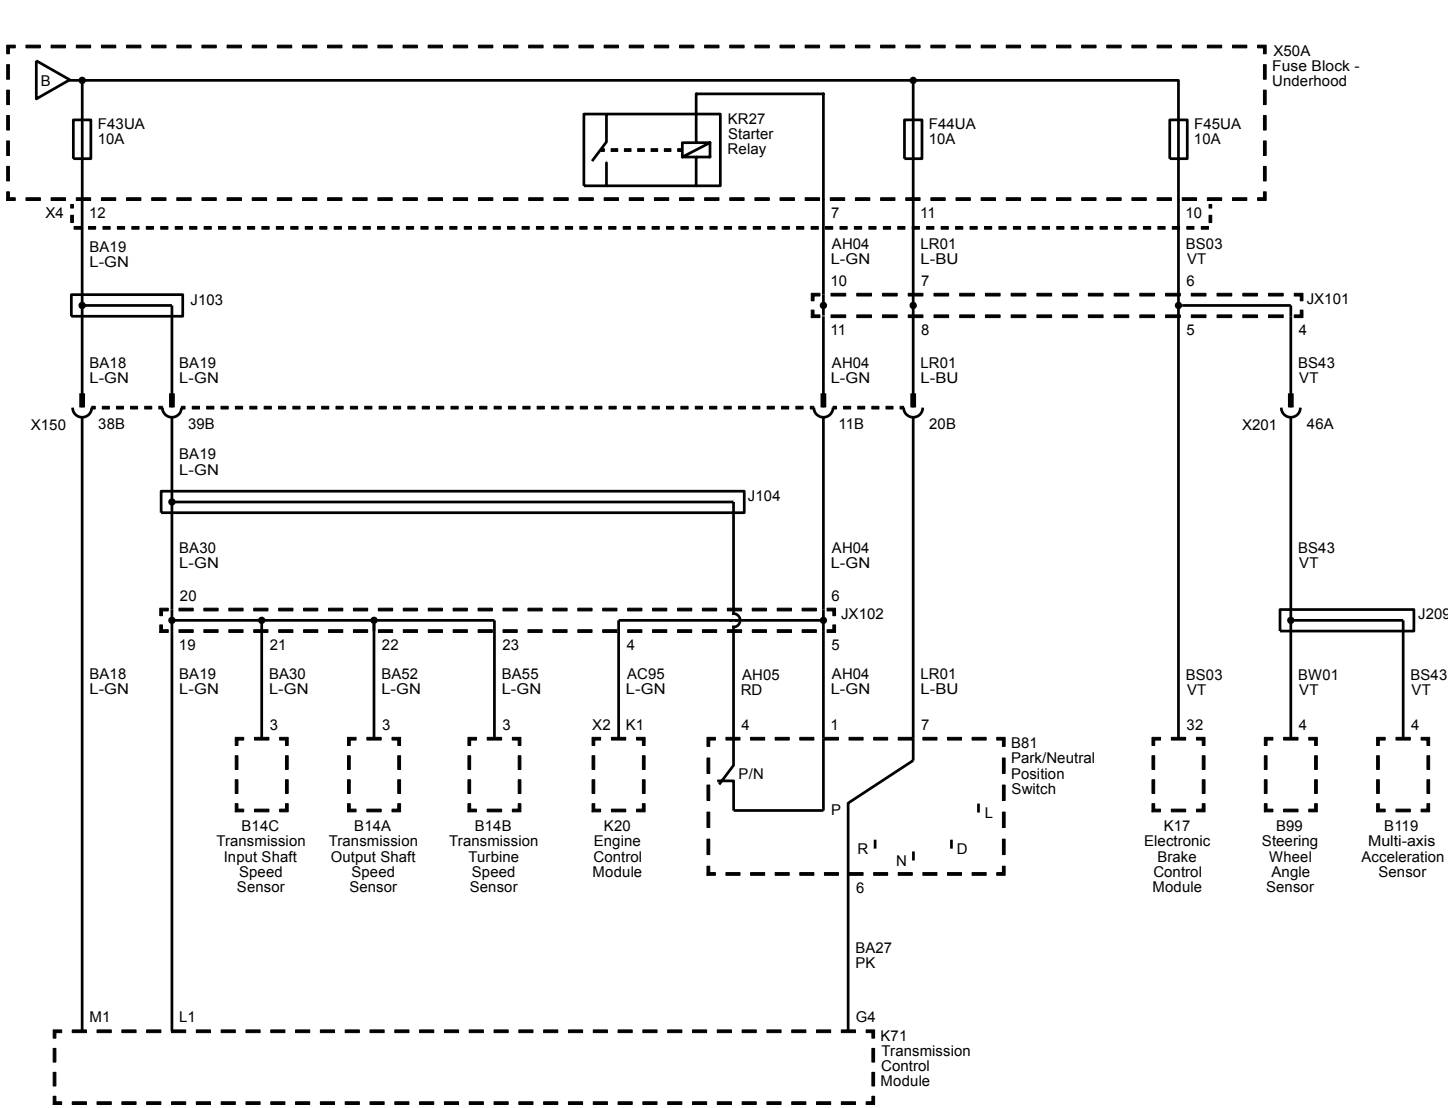 X50A
Fuse Block -
Underhood
B
F43UA
10A
KR27
Starter
Relay
F44UA
10A
F45UA
10A
X4
12
7
11
10
BA19
L-GN
AH04
L-GN
LR01
L-BU
BS03
VT
10
7
6
J103
JX101
11
8
5
4
BA18
L-GN
BA19
L-GN
AH04
L-GN
LR01
L-BU
BS43
VT
X150
38B
39B
11B
20B
X201
46A
BA19
L-GN
J104
BA30
L-GN
AH04
L-GN
BS43
VT
20
6
JX102
J209
19
21
22
23
4
5
BA18
L-GN
BA19
L-GN
BA30
L-GN
BA52
L-GN
BA55
L-GN
AC95
L-GN
AH05
RD
AH04
L-GN
LR01
L-BU
BS03
VT
BW01
VT
BS43
VT
3
3
3
X2
K1
4
1
7
32
4
4
B81
Park/Neutral
Position
Switch
P/N
P
L
R
N
D
B14C
Transmission
Input Shaft
Speed
Sensor
B14A
Transmission
Output Shaft
Speed
Sensor
B14B
Transmission
Turbine
Speed
Sensor
K20
Engine
Control
Module
K17
Electronic
Brake
Control
Module
B99
Steering
Wheel
Angle
Sensor
B119
Multi-axis
Acceleration
Sensor
6
BA27
PK
M1
L1
G4
K71
Transmission
Control
Module